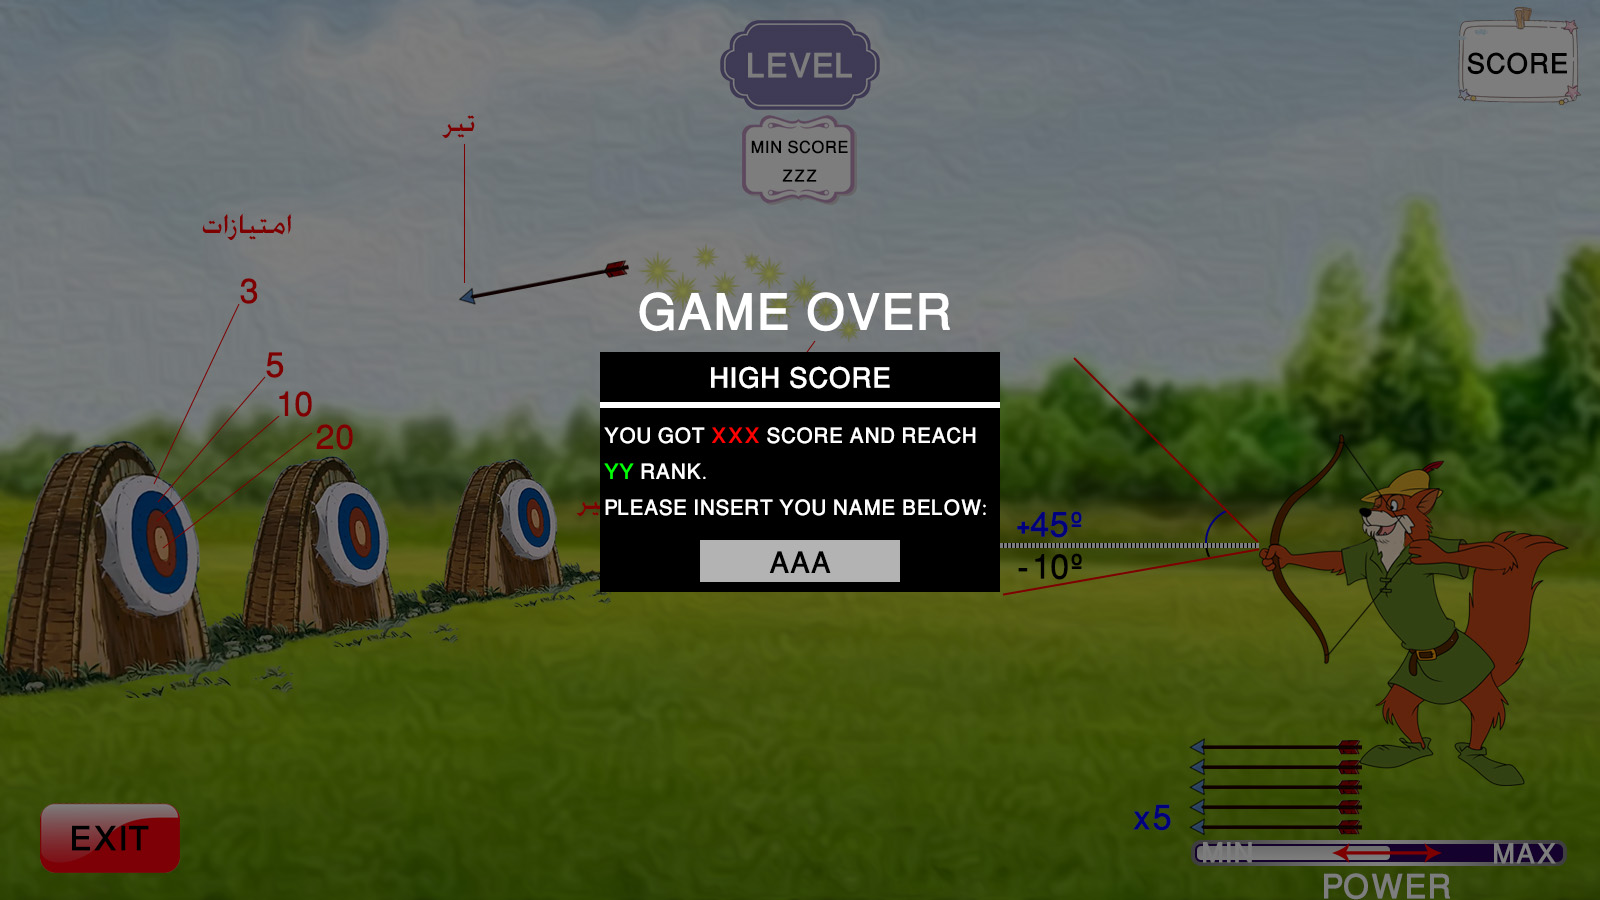 LEVEL
SCORE
MIN SCORE
ZZZ
تیر
امتیازات
3
5
10
20
GAME OVER
HIGH SCORE
YOU GOT XXX SCORE AND REACH
YY RANK.
PLEASE INSERT YOU NAME BELOW:
AAA
+45º
-10º
x5
EXIT
MIN
MAX
POWER